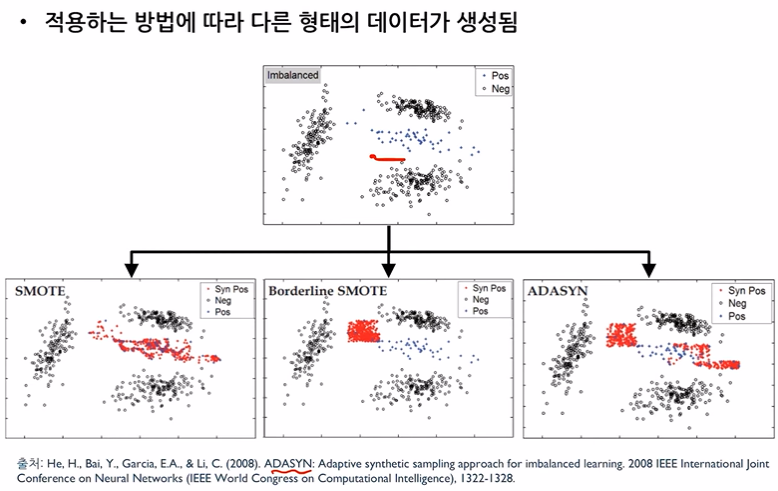 • 적용하는 방법에 따라 다른 형태의 데이터가 생성됨
Imbalanced
Pos
Neg
SMOTE
Syn Pos
Neg
Pos
Borderline SMOTE
Syn Pos
Neg
Pos
ADASYN
Syn Pos
Neg
Pos
출처: He, H., Bai, Y., Garcia, E.A., & Li, C. (2008). ADASYN: Adaptive synthetic sampling approach for imbalanced learning. 2008 IEEE International Joint
Conference on Neural Networks (IEEE World Congress on Computational Intelligence), 1322-1328.